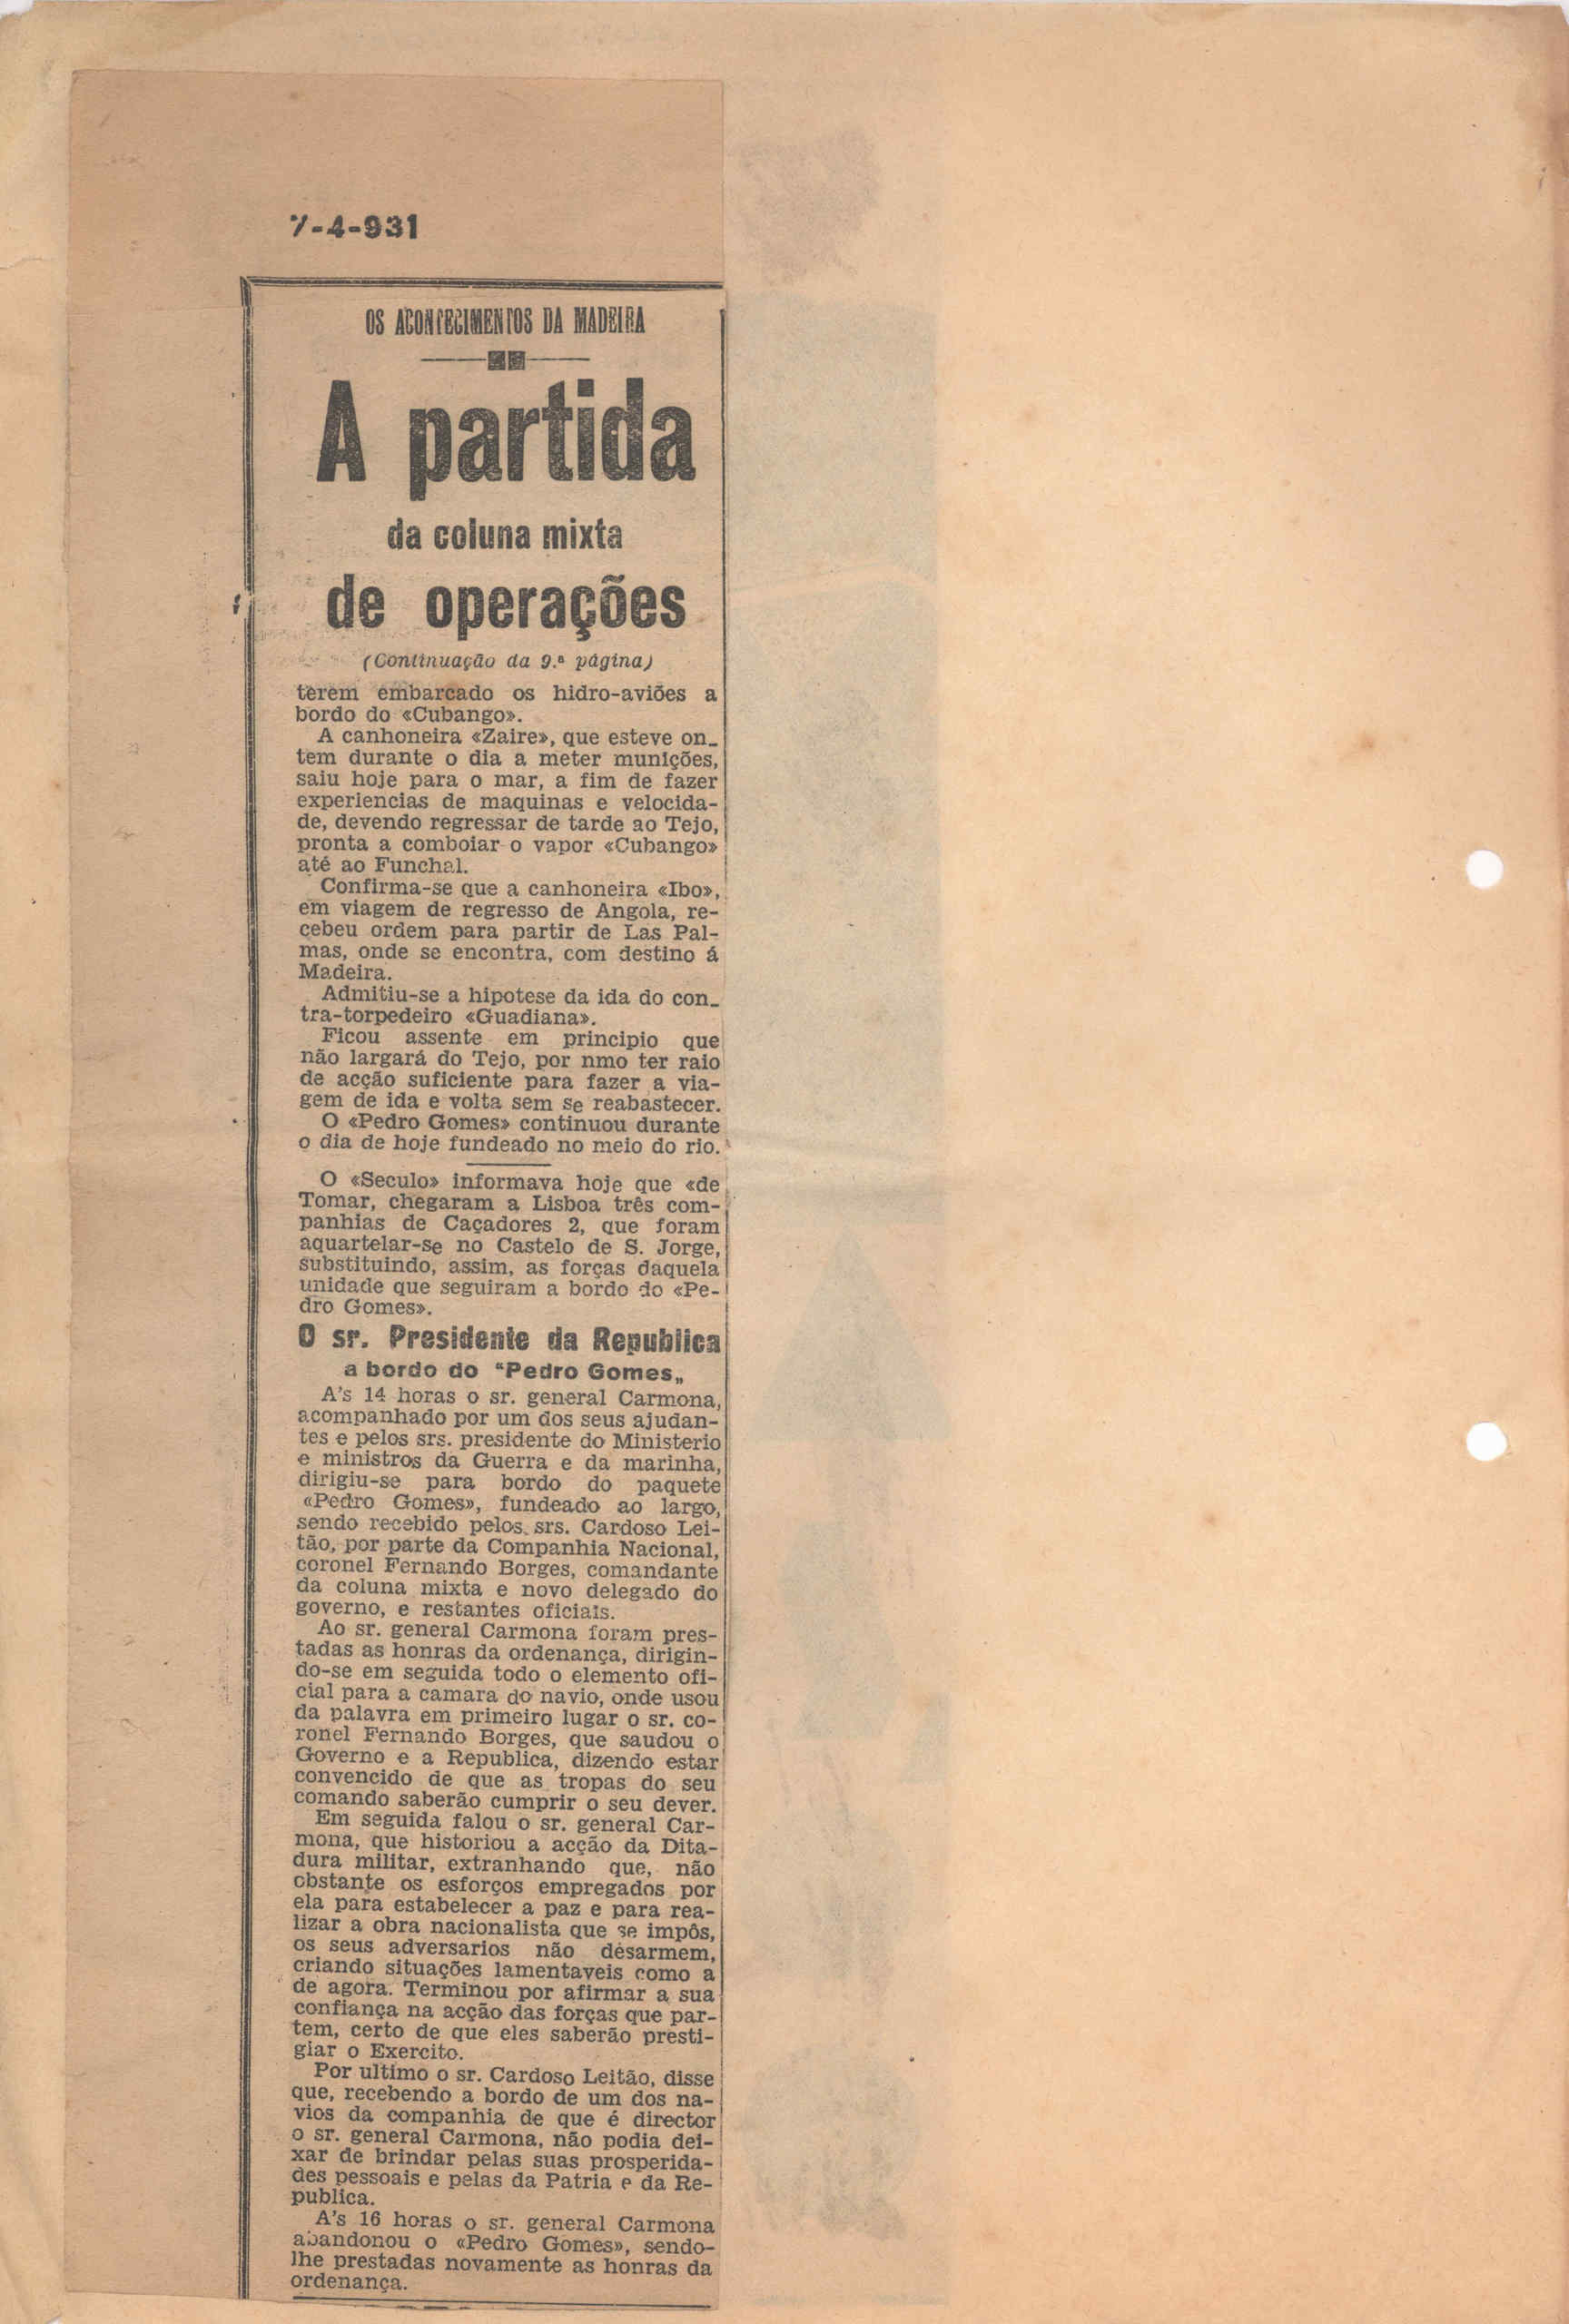 7-4-931
OS ACONTECIMENTOS DA MADEIRA
A partida
da coluna mixta
de operações
(Continuação da 9.ª página)
terem embarcado os hidro-aviões a
bordo do «Cubango».
A canhoneira «Zaire», que esteve on_
tem durante o dia a meter munições,
saiu hoje para o mar, a fim de fazer
experiencias de maquinas e velocida-
de, devendo regressar de tarde ao Tejo,
pronta a comboiar o vapor «Cubango»
até ao Funchal.
Confirma-se que a canhoneira «Ibo»,
em viagem de regresso de Angola, re-
cebeu ordem para partir de Las Pal-
mas, onde se encontra, com destino á
Madeira.
Admitiu-se a hipotese da ida do con_
tra-torpedeiro «Guadiana».
Ficou assente em principio que
não largará do Tejo, por nmo ter raio
de acção suficiente para fazer a via-
gem de ida e volta sem se reabastecer.
O «Pedro Gomes» continuou durante
o dia de hoje fundeado no meio do rio.
O «Seculo» informava hoje que «de
Tomar, chegaram a Lisboa três com-
panhias de Caçadores 2, que foram
aquartelar-se no Castelo de S. Jorge,
substituindo, assim, as forças daquela
unidade que seguiram a bordo do «Pe-
dro Gomes».
O sr. Presidente da Republica
a bordo do "Pedro Gomes„
A's 14 horas o sr. general Carmona,
acompanhado por um dos seus ajudan-
tes e pelos srs. presidente do Ministerio
e ministros da Guerra e da marinha,
dirigiu-se para bordo do paquete
«Pedro Gomes», fundeado ao largo,
sendo recebido pelos srs. Cardoso Lei-
tão, por parte da Companhia Nacional,
coronel Fernando Borges, comandante
da coluna mixta e novo delegado do
governo, e restantes oficiais.
Ao sr. general Carmona foram pres-
tadas as honras da ordenança, dirigin-
do-se em seguida todo o elemento ofi-
cial para a camara do navio, onde usou
da palavra em primeiro lugar o sr. co-
ronel Fernando Borges, que saudou o
Governo e a Republica, dizendo estar
convencido de que as tropas do seu
comando saberão cumprir o seu dever.
Em seguida falou o sr. general Car-
mona, que historiou a acção da Dita-
dura militar, extranhando que, não
obstante os esforços empregados por
ela para estabelecer a paz e para rea-
lizar a obra nacionalista que se impôs,
os seus adversarios não desarmem,
criando situações lamentaveis como a
de agora. Terminou por afirmar a sua
confiança na acção das forças que par-
tem, certo de que eles saberão presti-
giar o Exercito.
Por ultimo o sr. Cardoso Leitão, disse
que, recebendo a bordo de um dos na-
vios da companhia de que é director
o sr. general Carmona, não podia dei-
xar de brindar pelas suas prosperida-
des pessoais e pelas da Patria e da Re-
publica.
A's 16 horas o sr. general Carmona
abandonou o «Pedro Gomes», sendo-
lhe prestadas novamente as honras da
ordenança.